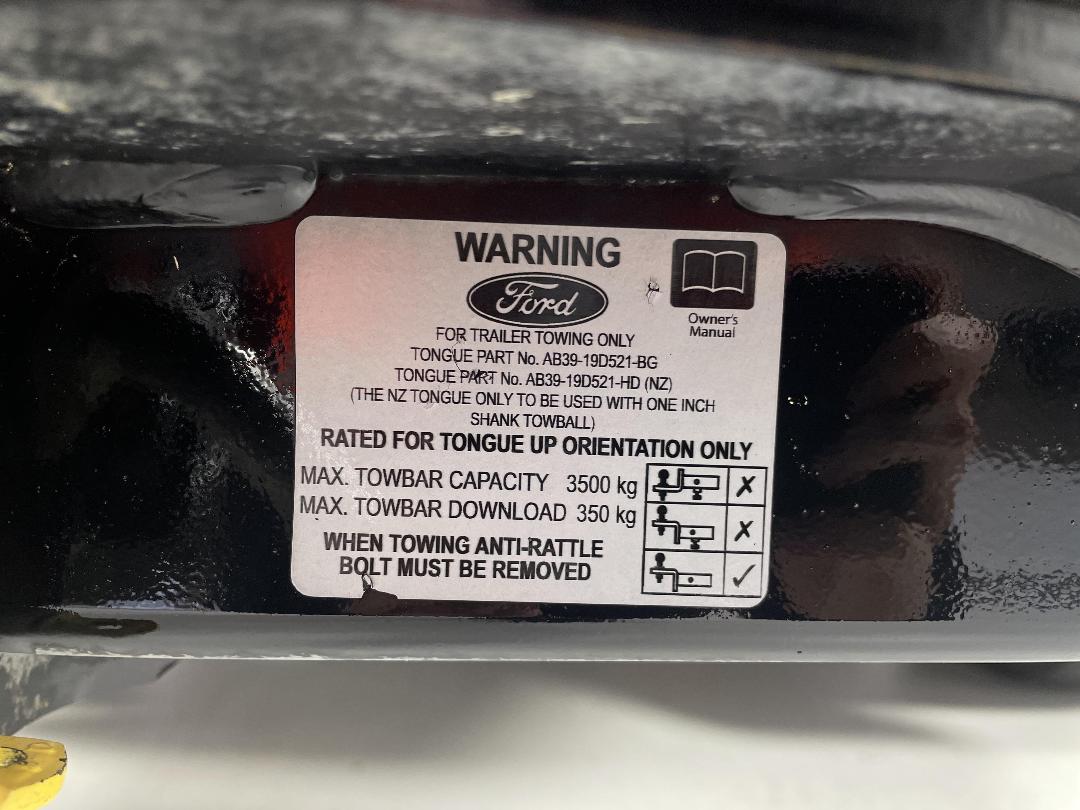 WARNING
Ford
Owner's
Manual
FOR TRAILER TOWING ONLY
TONGUE PART No. AB39-19D521-BG
TONGUE PART No. AB39-19D521-HD (NZ)
(THE NZ TONGUE ONLY TO BE USED WITH ONE INCH
SHANK TOWBALL)
RATED FOR TONGUE UP ORIENTATION ONLY
MAX. TOWBAR CAPACITY 3500 kg
MAX. TOWBAR DOWNLOAD 350 kg
WHEN TOWING ANTI-RATTLE
BOLT MUST BE REMOVED